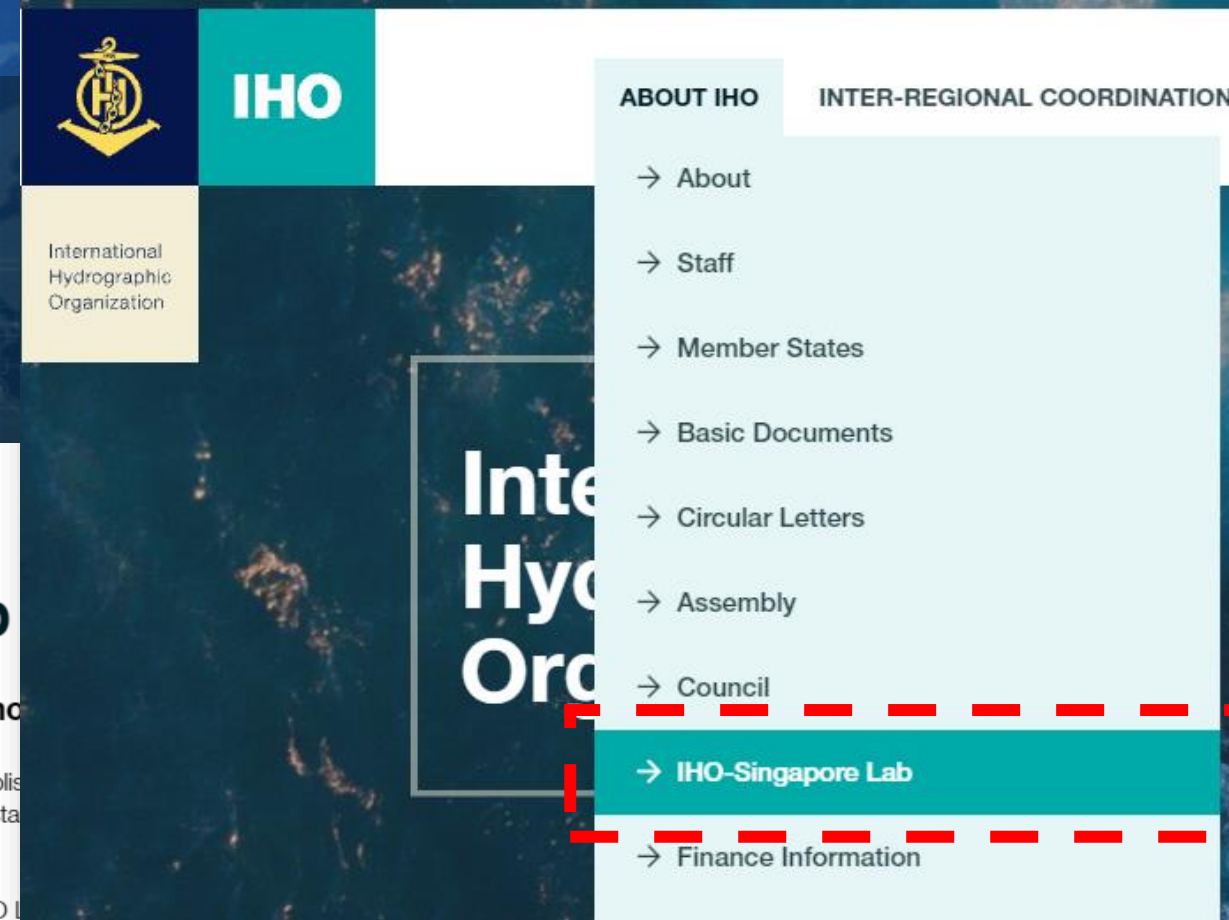 IHO
ABOUT IHO
INTER-REGIONAL COORDINATION
International
Hydrographic
Organization
→ About
→ Staff
→ Member States
→ Basic Documents
→ Circular Letters
→ Assembly
→ Council
→ IHO-Singapore Lab
→ Finance Information